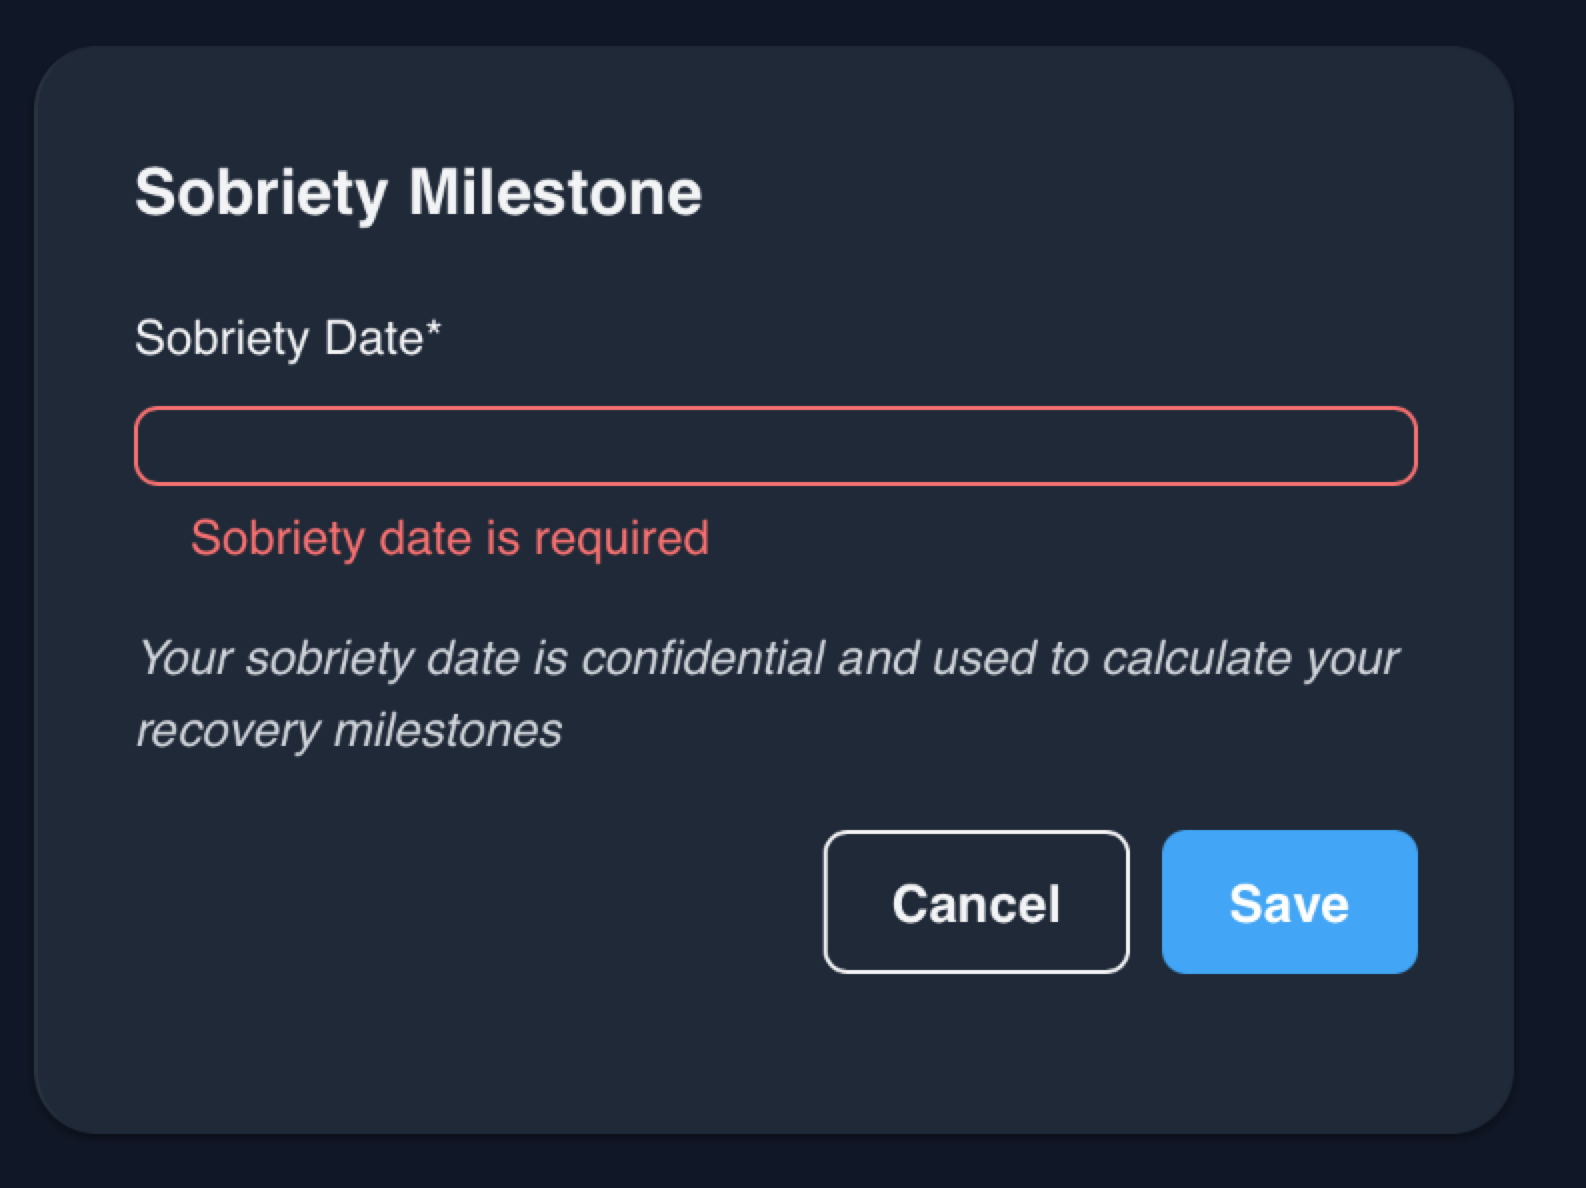 Sobriety Milestone
Sobriety Date*
Sobriety date is required
Your sobriety date is confidential and used to calculate your
recovery milestones
Cancel
Save